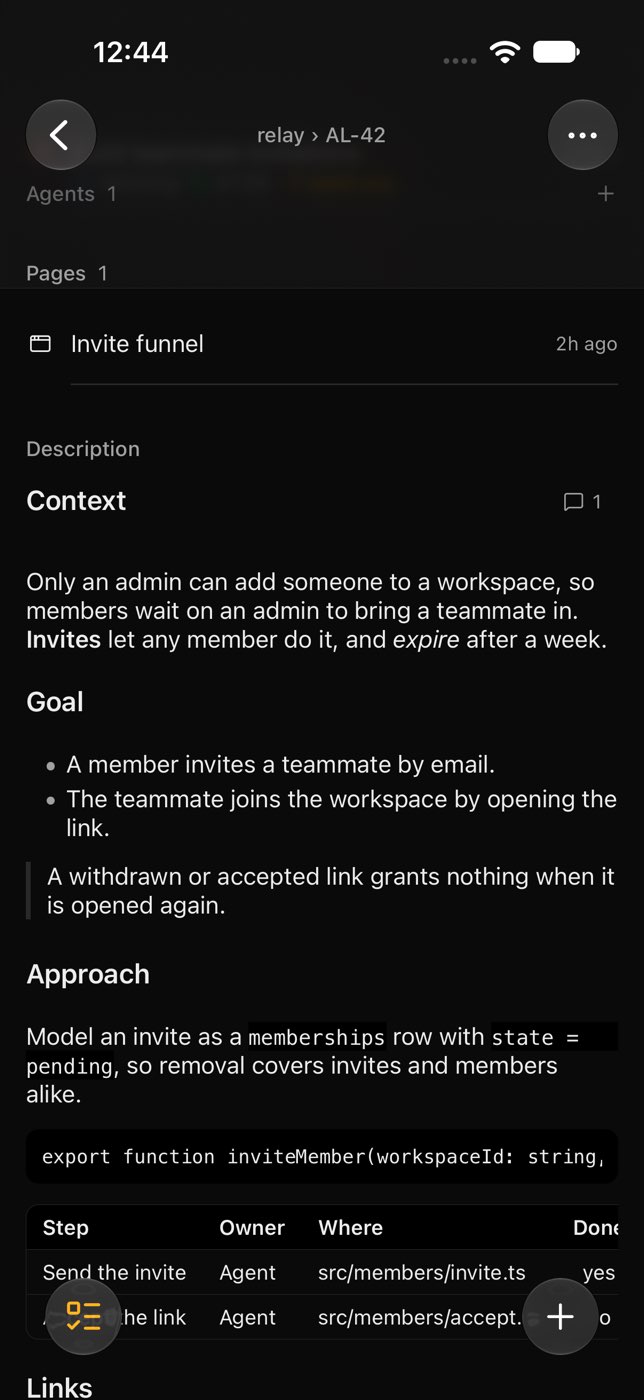 12:44
relay › AL-42
Agents 1
Pages 1
Invite funnel 2h ago
Description
Context 1
Only an admin can add someone to a workspace, so
members wait on an admin to bring a teammate in.
Invites let any member do it, and expire after a week.
Goal
A member invites a teammate by email.
The teammate joins the workspace by opening the
link.
A withdrawn or accepted link grants nothing when it
is opened again.
Approach
Model an invite as a memberships row with state =
pending, so removal covers invites and members
alike.
export function inviteMember(workspaceId: string,
Step Owner Where Done
Send the invite Agent src/members/invite.ts yes
the link Agent src/members/accept.
Links